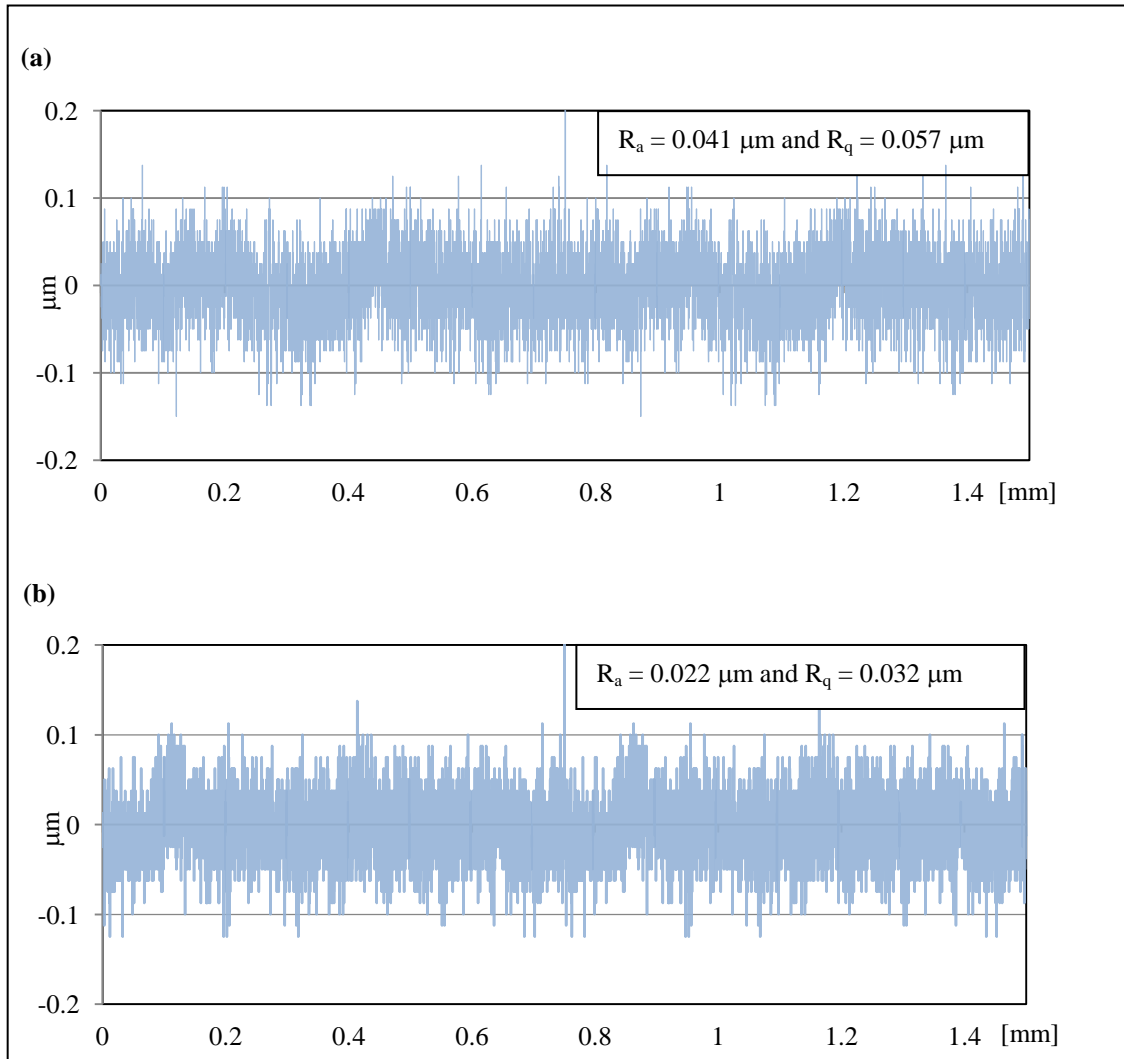 (a)
0.2
R_a = 0.041 μm and R_q = 0.057 μm
0.1
0
μm
-0.1
-0.2
0 0.2 0.4 0.6 0.8 1 1.2 1.4 [mm]
(b)
0.2
R_a = 0.022 μm and R_q = 0.032 μm
0.1
0
μm
-0.1
-0.2
0 0.2 0.4 0.6 0.8 1 1.2 1.4 [mm]